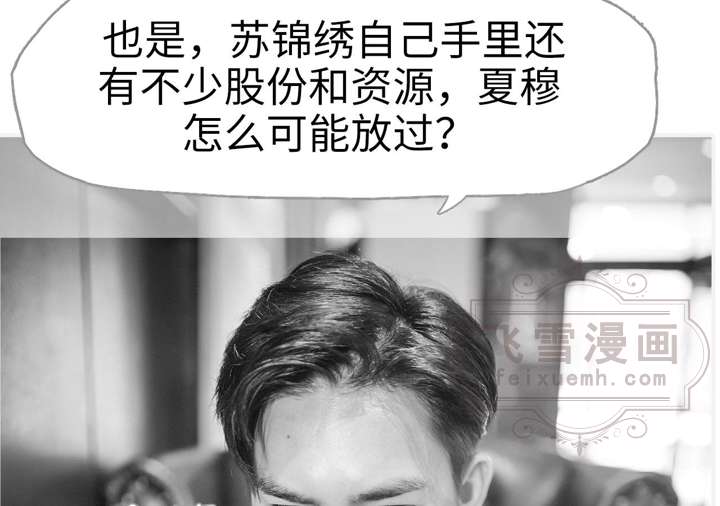 也是，苏锦绣自己手里还
有不少股份和资源，夏穆
怎么可能放过？
飞雪漫画
feixuemh.com